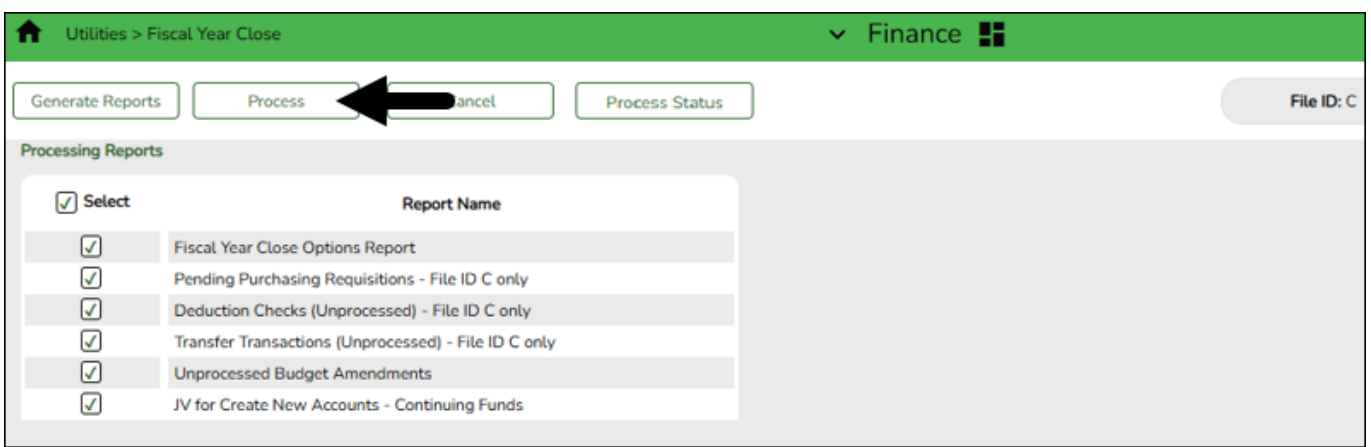 Utilities > Fiscal Year Close
Finance
Generate Reports
Process
ancel
Process Status
File ID: C
Processing Reports
Select
Report Name
Fiscal Year Close Options Report
Pending Purchasing Requisitions - File ID C only
Deduction Checks (Unprocessed) - File ID C only
Transfer Transactions (Unprocessed) - File ID C only
Unprocessed Budget Amendments
JV for Create New Accounts - Continuing Funds